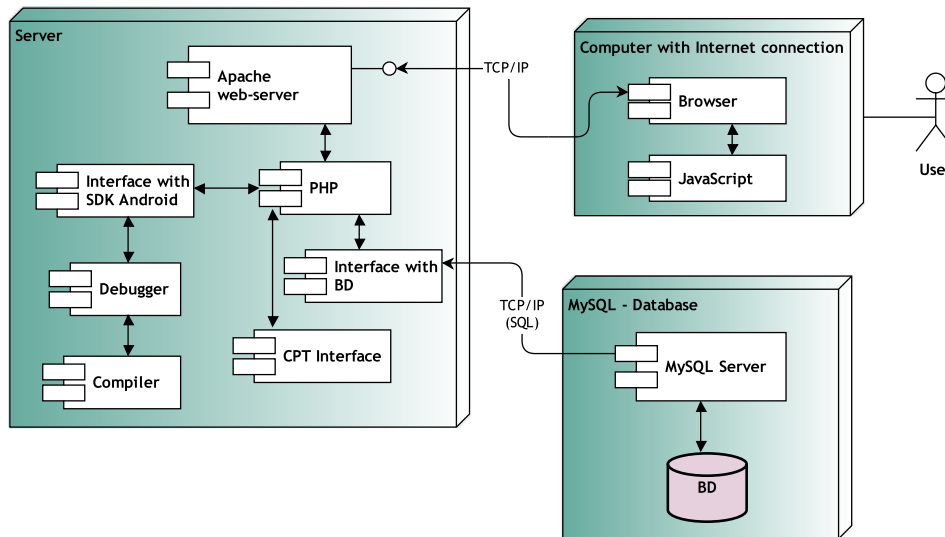 Server
Apache
web-server
Interface with
SDK Android
PHP
Debugger
Interface with
BD
Compiler
CPT Interface
TCP/IP
Computer with Internet connection
Browser
JavaScript
Use
TCP/IP
(SQL)
MySQL - Database
MySQL Server
BD